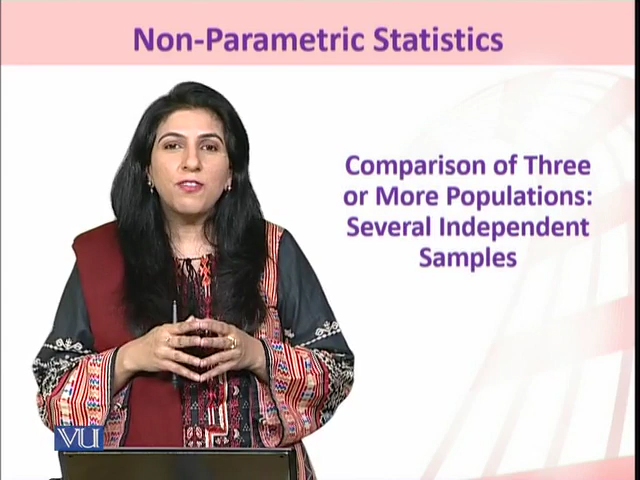 Non-Parametric Statistics
Comparison of Three
or More Populations:
Several Independent
Samples
VU